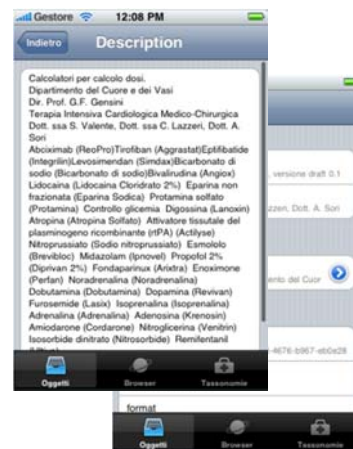 Gestore 12:08 PM
Indietro Description
Calcolatori per calcolo dosi.
Dipartimento del Cuore e dei Vasi
Dir. Prof. G.F. Gensini
Terapia Intensiva Cardiologica Medico-Chirurgica
Dott. ssa S. Valente, Dott. ssa C. Lazzeri, Dott. A.
Sori
Abciximab (ReoPro)Tirofiban (Aggrastat)Eptifibatide
(Integrilin)Levosimendan (Simdax)Bicarbonato di
sodio (Bicarbonato di sodio)Bivalirudina (Angiox)
Lidocaina (Lidocaina Cloridrato 2%) Eparina non
frazionata (Eparina Sodica) Protamina solfato
(Protamina) Controllo glicemia Digossina (Lanoxin)
Atropina (Atropina Solfato) Attivatore tissutale del
plasminogeno ricombinante (rtPA) (Actilyse)
Nitroprussiato (Sodio nitroprussiato) Esmololo
(Brevibloc) Midazolam (Ipnovel) Propofol 2%
(Diprivan 2%) Fondaparinux (Arixtra) Enoximone
(Perfan) Noradrenalina (Noradrenalina)
Dobutamina (Dobutamina) Dopamina (Revivan)
Furosemide (Lasix) Isoprenalina (Isoprenalina)
Adrenalina (Adrenalina) Adenosina (Krenosin)
Amiodarone (Cordarone) Nitroglicerina (Venitrin)
Isosorbide dinitrato (Nitrosorbide) Remifentanil
Oggetti Browser Tassonomie
, versione draft 0.1
zzeri, Dott. A. Sori
ento del Cuor
-4676-b967-eb0e28
format
Oggetti Browser Tassonomie